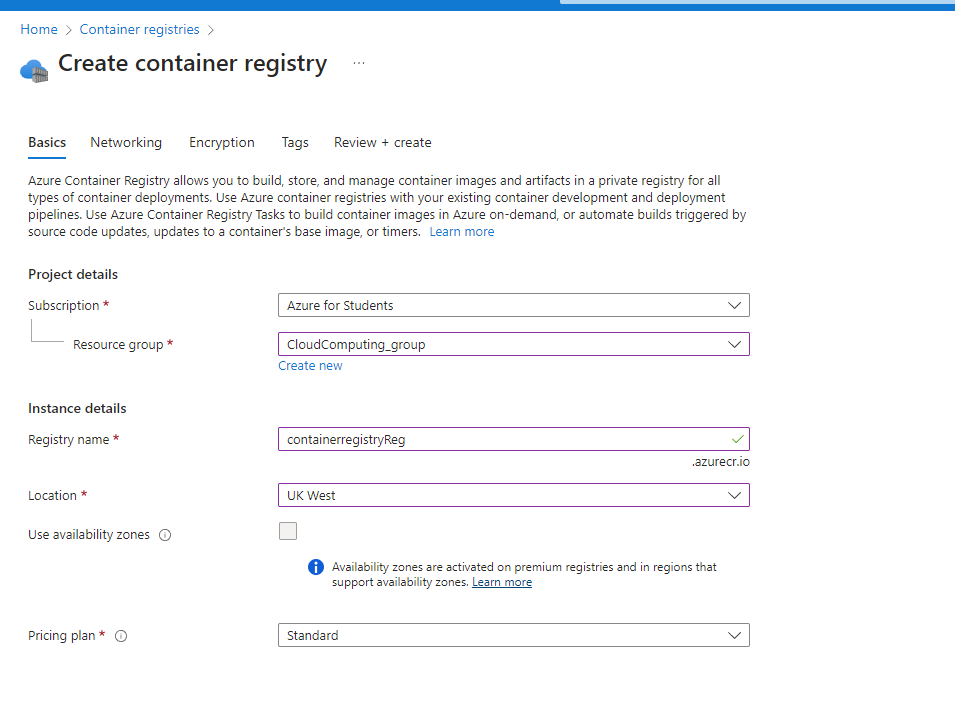 Home > Container registries >
Create container registry ...
Basics Networking Encryption Tags Review + create
Azure Container Registry allows you to build, store, and manage container images and artifacts in a private registry for all
types of container deployments. Use Azure container registries with your existing container development and deployment
pipelines. Use Azure Container Registry Tasks to build container images in Azure on-demand, or automate builds triggered by
source code updates, updates to a container's base image, or timers. Learn more
Project details
Subscription * Azure for Students
Resource group * CloudComputing_group
Create new
Instance details
Registry name * containerregistryReg
.azurecr.io
Location * UK West
Use availability zones
Availability zones are activated on premium registries and in regions that
support availability zones. Learn more
Pricing plan * Standard